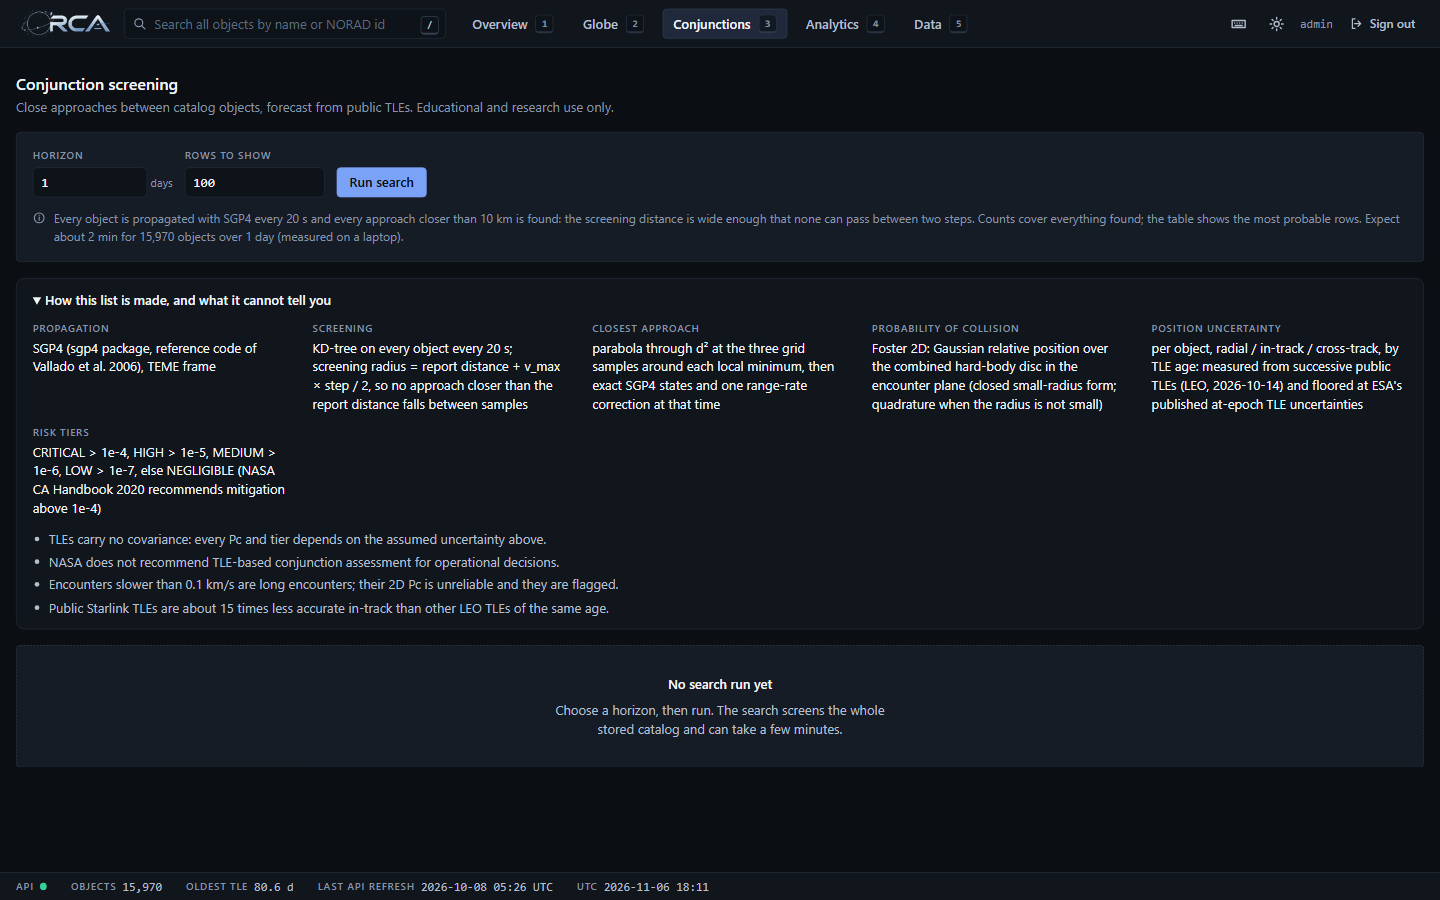 ORCA
Search all objects by name or NORAD id /
Overview 1
Globe 2
Conjunctions 3
Analytics 4
Data 5
admin
Sign out
Conjunction screening
Close approaches between catalog objects, forecast from public TLEs. Educational and research use only.
HORIZON
1 days
ROWS TO SHOW
100
Run search
Every object is propagated with SGP4 every 20 s and every approach closer than 10 km is found: the screening distance is wide enough that none can pass between two steps. Counts cover everything found; the table shows the most probable rows. Expect
about 2 min for 15,970 objects over 1 day (measured on a laptop).
▼ How this list is made, and what it cannot tell you
PROPAGATION
SGP4 (sgp4 package, reference code of
Vallado et al. 2006), TEME frame
SCREENING
KD-tree on every object every 20 s;
screening radius = report distance + v_max
× step / 2, so no approach closer than the
report distance falls between samples
CLOSEST APPROACH
parabola through d² at the three grid
samples around each local minimum, then
exact SGP4 states and one range-rate
correction at that time
PROBABILITY OF COLLISION
Foster 2D: Gaussian relative position over
the combined hard-body disc in the
encounter plane (closed small-radius form;
quadrature when the radius is not small)
POSITION UNCERTAINTY
per object, radial / in-track / cross-track, by
TLE age: measured from successive public
TLEs (LEO, 2026-10-14) and floored at ESA's
published at-epoch TLE uncertainties
RISK TIERS
CRITICAL > 1e-4, HIGH > 1e-5, MEDIUM >
1e-6, LOW > 1e-7, else NEGLIGIBLE (NASA
CA Handbook 2020 recommends mitigation
above 1e-4)
• TLEs carry no covariance: every Pc and tier depends on the assumed uncertainty above.
• NASA does not recommend TLE-based conjunction assessment for operational decisions.
• Encounters slower than 0.1 km/s are long encounters; their 2D Pc is unreliable and they are flagged.
• Public Starlink TLEs are about 15 times less accurate in-track than other LEO TLEs of the same age.
No search run yet
Choose a horizon, then run. The search screens the whole
stored catalog and can take a few minutes.
API
OBJECTS 15,970
OLDEST TLE 80.6 d
LAST API REFRESH 2026-10-08 05:26 UTC
UTC 2026-11-06 18:11